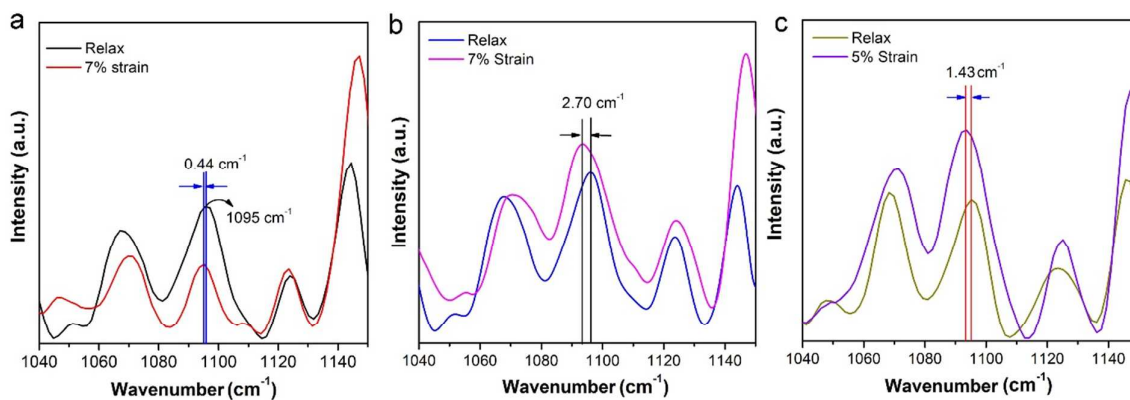 a
Relax
7% strain
0.44 cm⁻¹
1095 cm⁻¹
Intensity (a.u.)
1040 1060 1080 1100 1120 1140
Wavenumber (cm⁻¹)
b
Relax
7% Strain
2.70 cm⁻¹
Intensity (a.u.)
1040 1060 1080 1100 1120 1140
Wavenumber (cm⁻¹)
c
Relax
5% Strain
1.43 cm⁻¹
Intensity (a.u.)
1040 1060 1080 1100 1120 1140
Wavenumber (cm⁻¹)